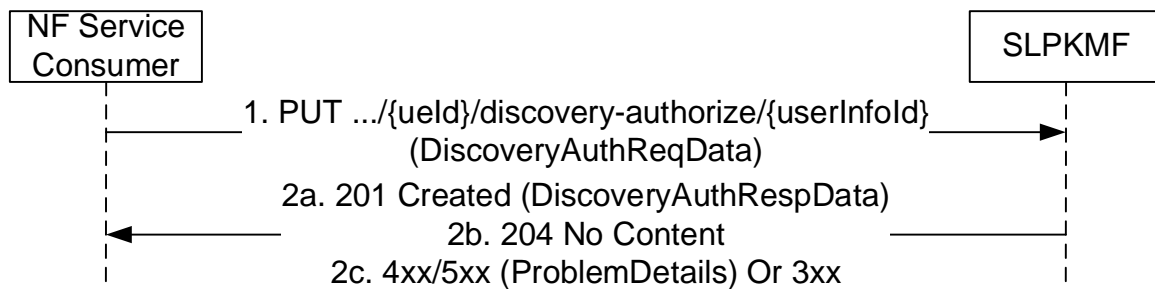 NF Service
Consumer
SLPKMF
1. PUT .../{ueId}/discovery-authorize/{userInfoId}
(DiscoveryAuthReqData)
2a. 201 Created (DiscoveryAuthRespData)
2b. 204 No Content
2c. 4xx/5xx (ProblemDetails) Or 3xx